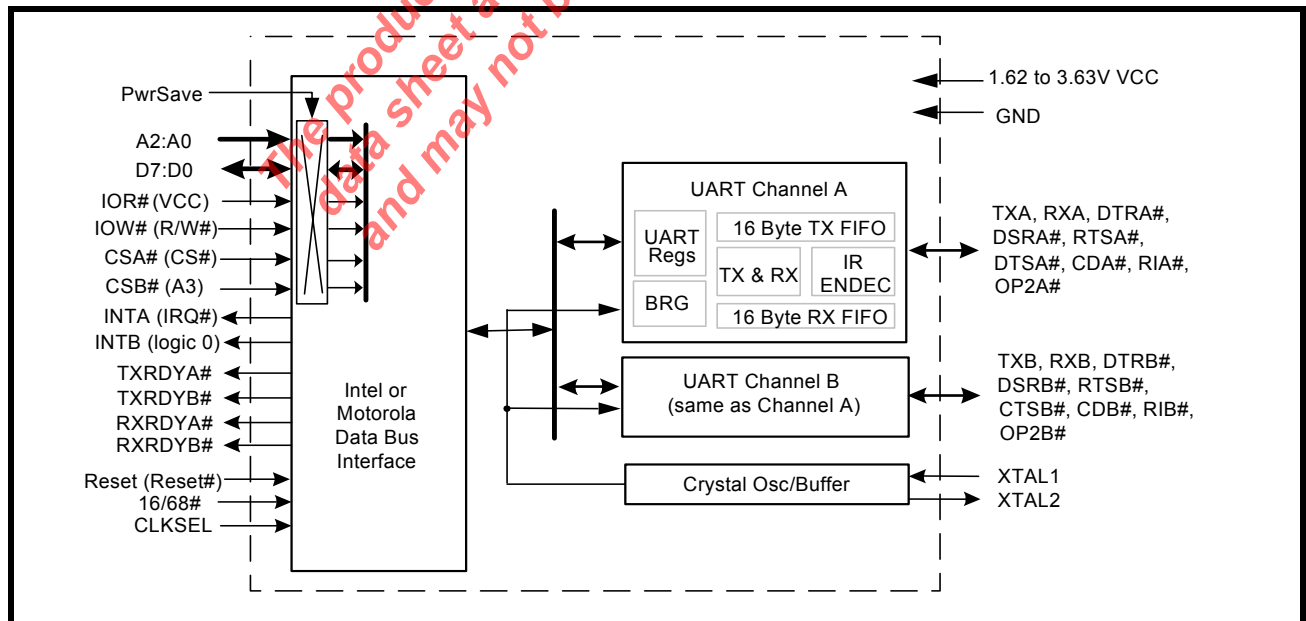 The produc
data sheet a
and may not b
PwrSave
A2:A0
D7:D0
IOR# (VCC)
IOW# (R/W#)
CSA# (CS#)
CSB# (A3)
INTA (IRQ#)
INTB (logic 0)
TXRDYA#
TXRDYB#
RXRDYA#
RXRDYB#
Reset (Reset#)
16/68#
CLKSEL
Intel or
Motorola
Data Bus
Interface
UART Channel A
UART
Regs
BRG
16 Byte TX FIFO
TX & RX
IR
ENDEC
16 Byte RX FIFO
UART Channel B
(same as Channel A)
Crystal Osc/Buffer
1.62 to 3.63V VCC
GND
TXA, RXA, DTRA#,
DSRA#, RTSA#,
DTSA#, CDA#, RIA#,
OP2A#
TXB, RXB, DTRB#,
DSRB#, RTSB#,
CTSB#, CDB#, RIB#,
OP2B#
XTAL1
XTAL2